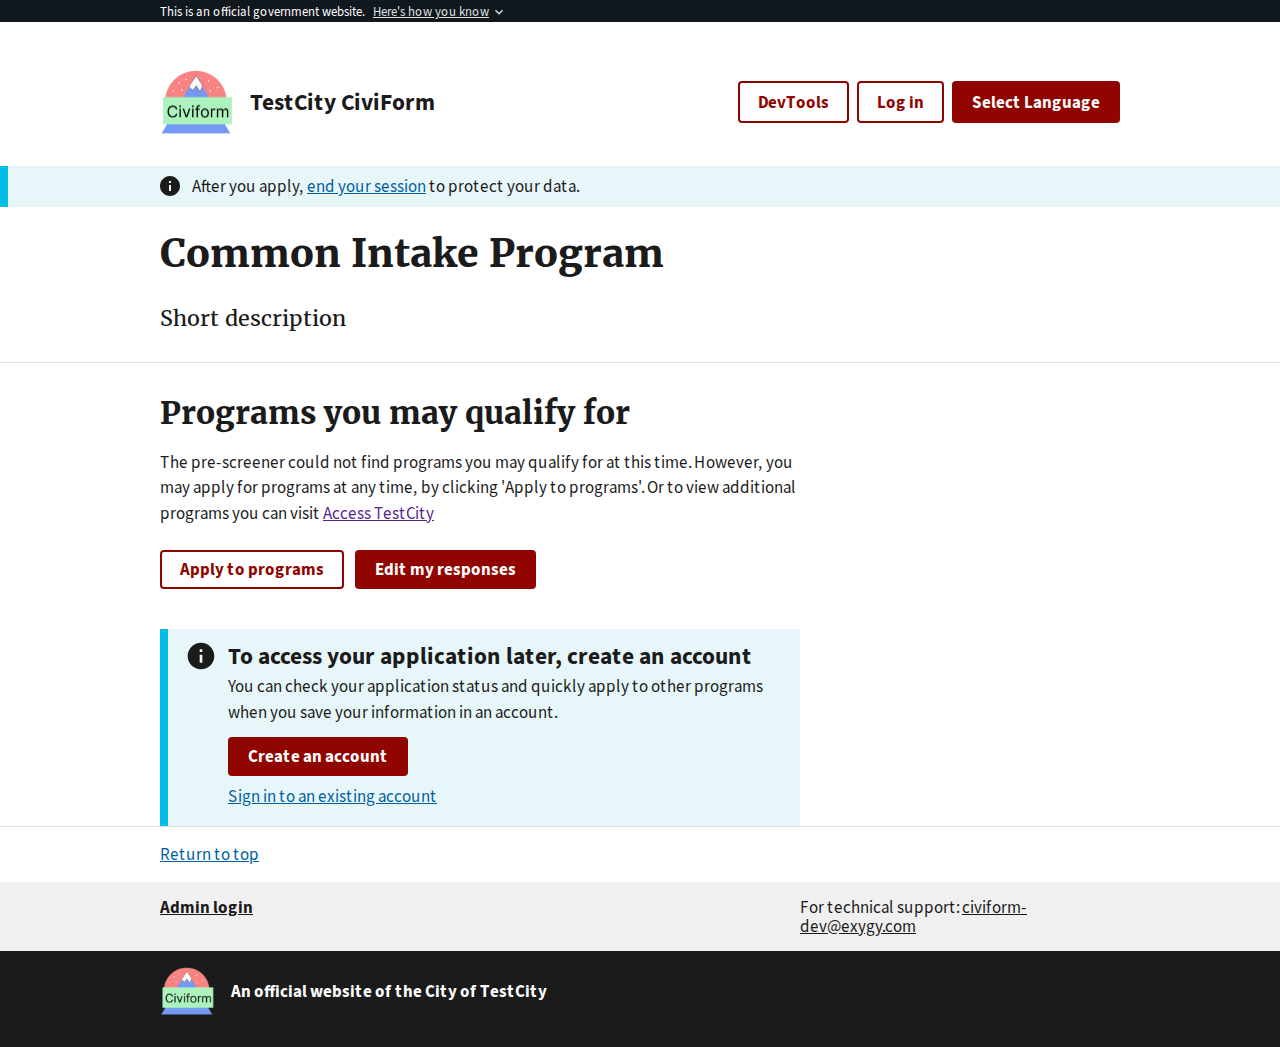 This is an official government website. Here's how you know
Civiform
TestCity CiviForm
DevTools
Log in
Select Language
After you apply, end your session to protect your data.
Common Intake Program
Short description
Programs you may qualify for
The pre-screener could not find programs you may qualify for at this time. However, you
may apply for programs at any time, by clicking 'Apply to programs'. Or to view additional
programs you can visit Access TestCity
Apply to programs
Edit my responses
To access your application later, create an account
You can check your application status and quickly apply to other programs
when you save your information in an account.
Create an account
Sign in to an existing account
Return to top
Admin login
For technical support: civiform-
dev@exygy.com
Civiform
An official website of the City of TestCity